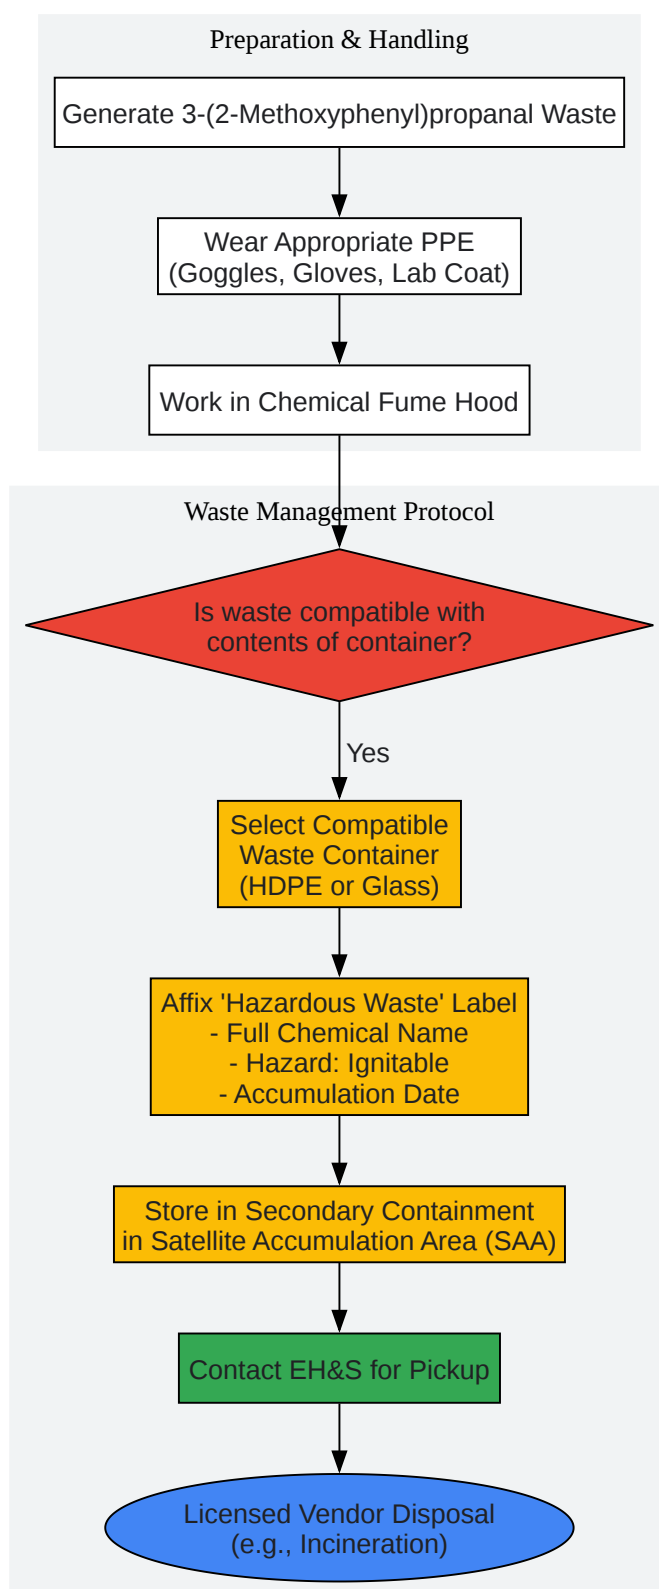 Preparation & Handling
Generate 3-(2-Methoxyphenyl)propanal Waste
Wear Appropriate PPE
(Goggles, Gloves, Lab Coat)
Work in Chemical Fume Hood
Waste Management Protocol
Is waste compatible with
contents of container?
Yes
Select Compatible
Waste Container
(HDPE or Glass)
Affix 'Hazardous Waste' Label
- Full Chemical Name
- Hazard: Ignitable
- Accumulation Date
Store in Secondary Containment
in Satellite Accumulation Area (SAA)
Contact EH&S for Pickup
Licensed Vendor Disposal
(e.g., Incineration)